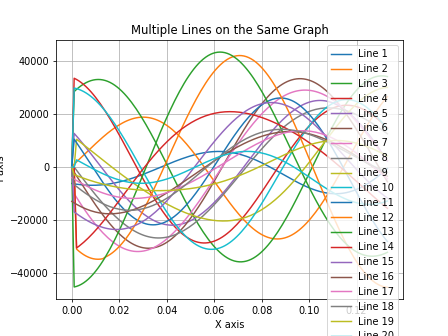 Multiple Lines on the Same Graph
40000
20000
0
−20000
−40000
axis
0.00
0.02
0.04
0.06
0.08
0.10
X axis
Line 1
Line 2
Line 3
Line 4
Line 5
Line 6
Line 7
Line 8
Line 9
Line 10
Line 11
Line 12
Line 13
Line 14
Line 15
Line 16
Line 17
Line 18
Line 19
Line 20